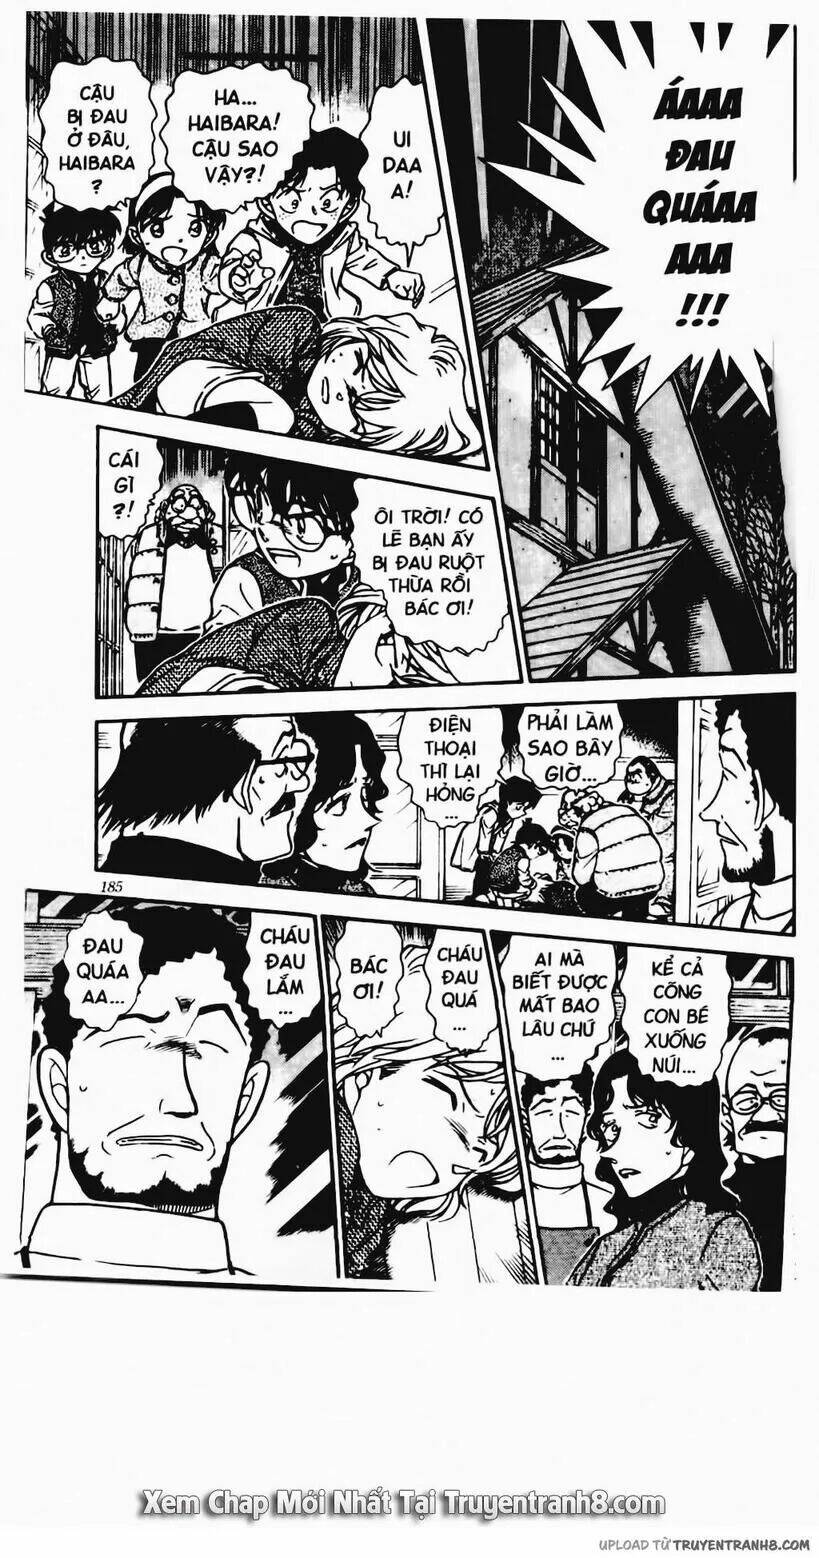 ÁAAA
ĐAU
QUÁAA
AAA
!!!
UI
DAA
A!
HA...
HAIBARA!
CẬU SAO
VẬY?!
CẬU
BỊ ĐAU
Ở ĐÂU,
HAIBARA
?
ÔI TRỜI! CÓ
LẼ BẠN ẤY
BỊ ĐAU RUỘT
THỪA RỒI
BÁC ƠI!
CÁI
GÌ
?!
PHẢI LÀM
SAO BÂY
GIỜ...
ĐIỆN
THOẠI
THÌ LẠI
HỎNG
...
185
KỂ CẢ
CÕNG
CON BÉ
XUỐNG
NÚI...
AI MÀ
BIẾT ĐƯỢC
MẤT BAO
LÂU CHỨ
...
CHÁU
ĐAU
QUÁ
...
BÁC
ƠI!
CHÁU
ĐAU
LẮM
...
ĐAU
QUÁA
AA...
Xem Chap Mới Nhất Tại Truyentranh8.com
UPLOAD TỪ TRUYENTRANH8.COM